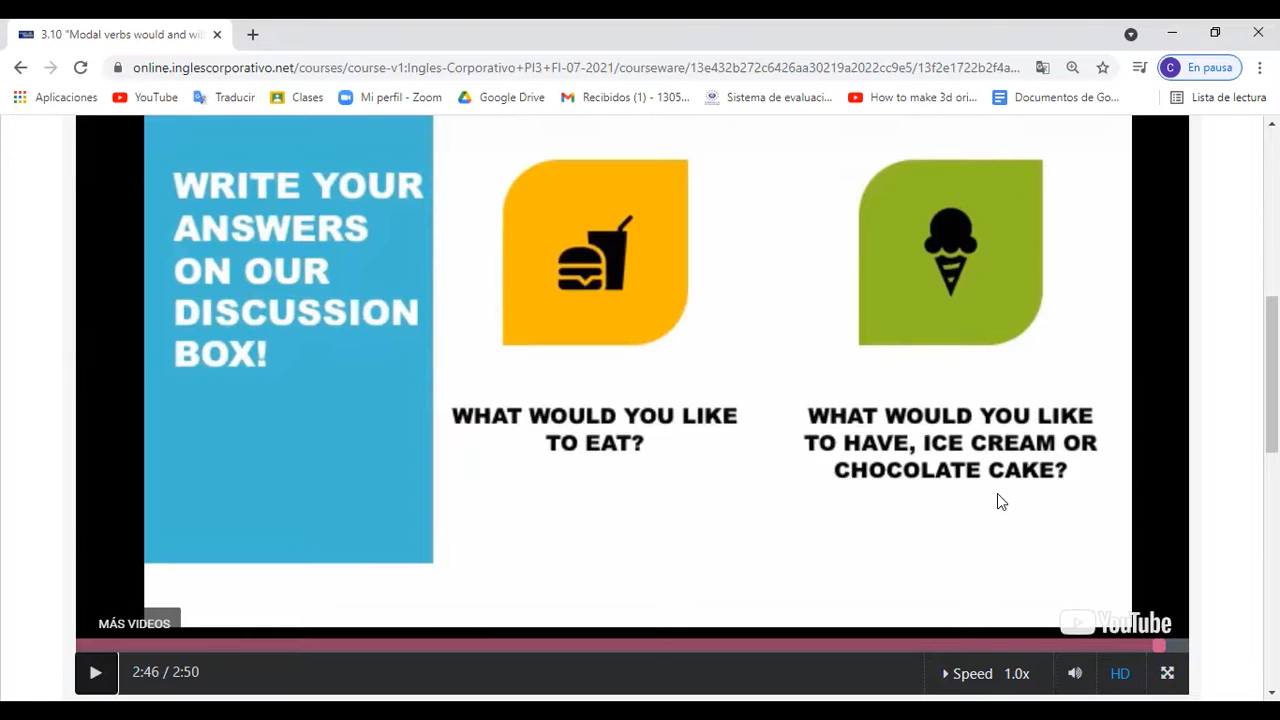 3.10 "Modal verbs would and wi
online.inglescorporativo.net/courses/course-v1:Ingles-Corporativo+PI3+FI-07-2021/courseware/13e432b272c6426aa30219a2022cc9e5/13f2e1722b2f4a...
C En pausa
Aplicaciones YouTube Traducir Clases Mi perfil - Zoom Google Drive Recibidos (1) - 1305... Sistema de evaluaci... How to make 3d ori... Documentos de Go... Lista de lectura
WRITE YOUR
ANSWERS
ON OUR
DISCUSSION
BOX!
WHAT WOULD YOU LIKE
TO EAT?
WHAT WOULD YOU LIKE
TO HAVE, ICE CREAM OR
CHOCOLATE CAKE?
MÁS VIDEOS
YouTube
2:46 / 2:50
Speed 1.0x
HD